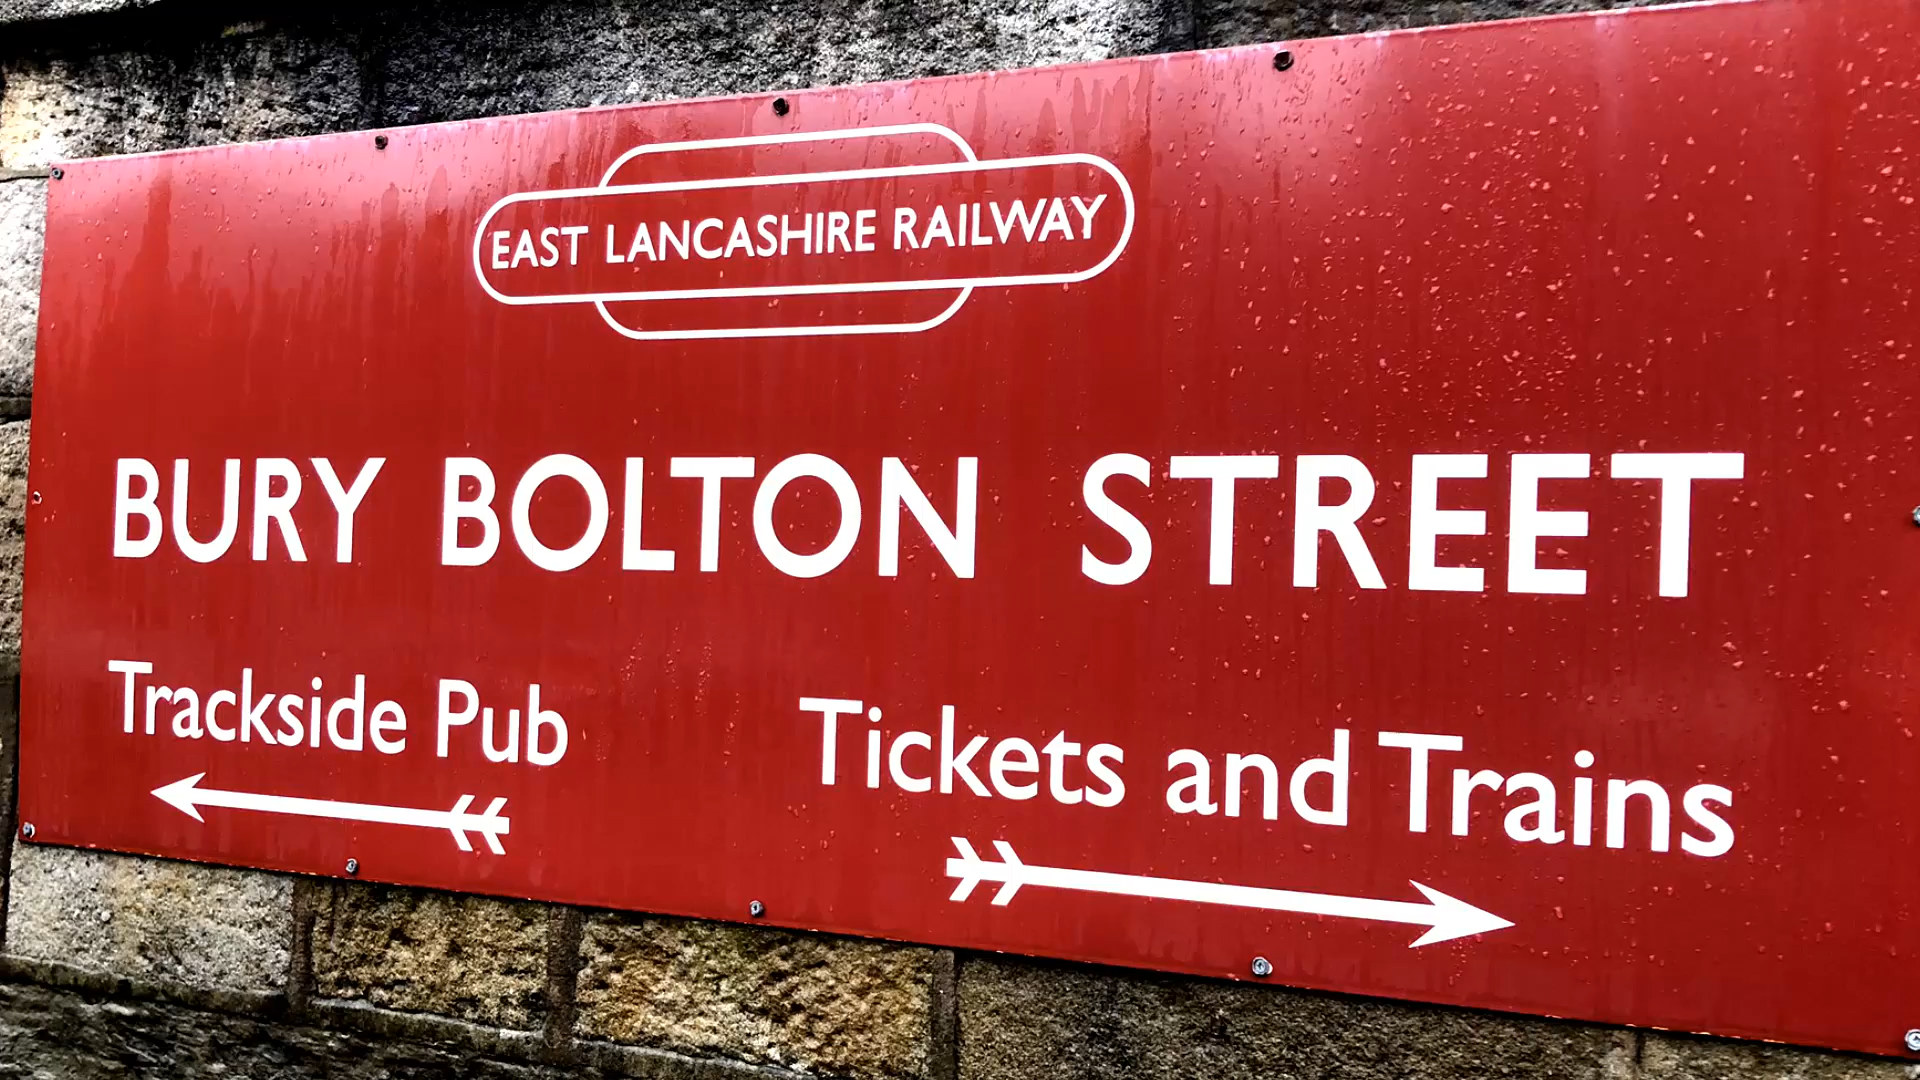 EAST LANCASHIRE RAILWAY
BURY BOLTON STREET
Trackside Pub
Tickets and Trains